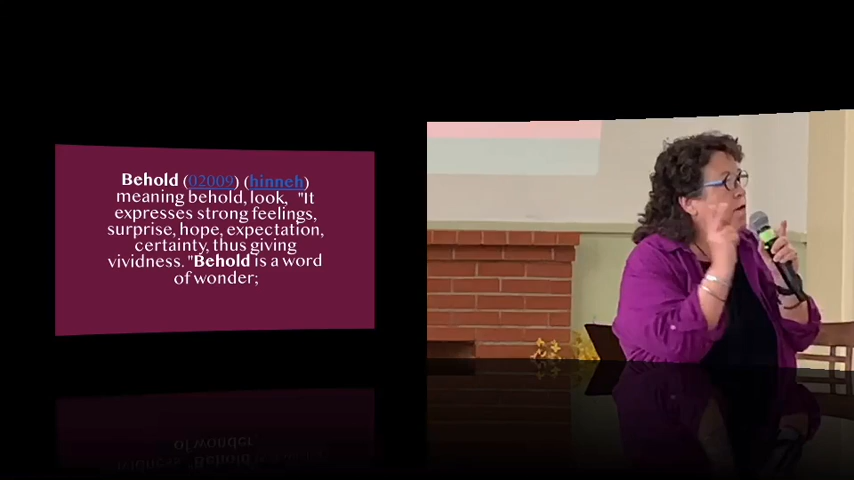 Behold (02009) (hinneh)
meaning behold, look, "It
expresses strong feelings,
surprise, hope, expectation,
certainty, thus giving
vividness. "Behold is a word
of wonder;